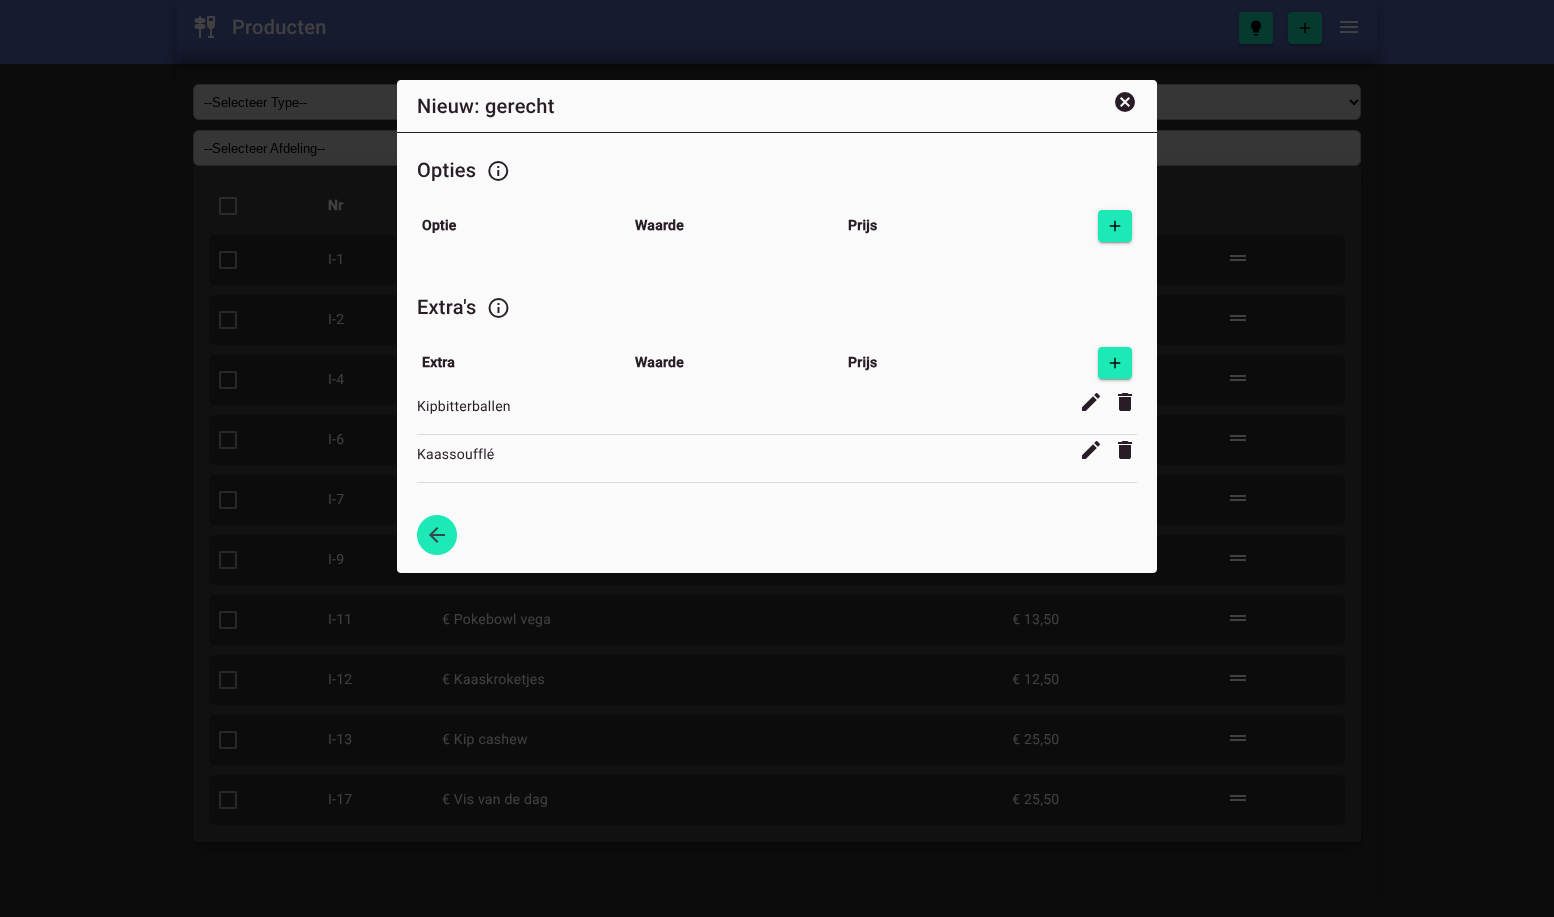 Producten
--Selecteer Type--
--Selecteer Afdeling--
Nieuw: gerecht
Opties
Optie Waarde Prijs
Extra's
Extra Waarde Prijs
Kipbitterballen
Kaassoufflé
Nr
I-1
I-2
I-4
I-6
I-7
I-9
I-11 € Pokebowl vega € 13,50
I-12 € Kaaskroketjes € 12,50
I-13 € Kip cashew € 25,50
I-17 € Vis van de dag € 25,50